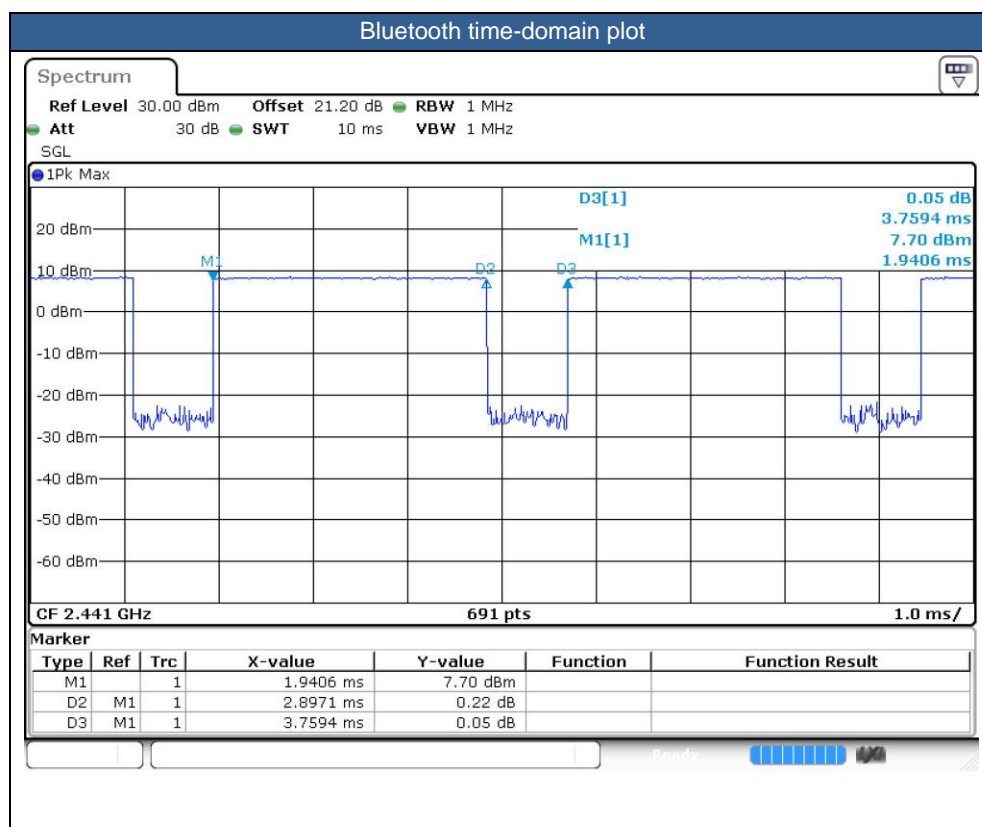 Bluetooth time-domain plot
Spectrum
Ref Level 30.00 dBm Offset 21.20 dB RBW 1 MHz
Att 30 dB SWT 10 ms VBW 1 MHz
SGL
1Pk Max
D3[1] 0.05 dB
3.7594 ms
M1[1] 7.70 dBm
1.9406 ms
20 dBm
10 dBm
M1
D2
D3
0 dBm
-10 dBm
-20 dBm
-30 dBm
-40 dBm
-50 dBm
-60 dBm
CF 2.441 GHz 691 pts 1.0 ms/
Marker
Type Ref Trc X-value Y-value Function Function Result
M1 1 1.9406 ms 7.70 dBm
D2 M1 1 2.8971 ms 0.22 dB
D3 M1 1 3.7594 ms 0.05 dB
Ready